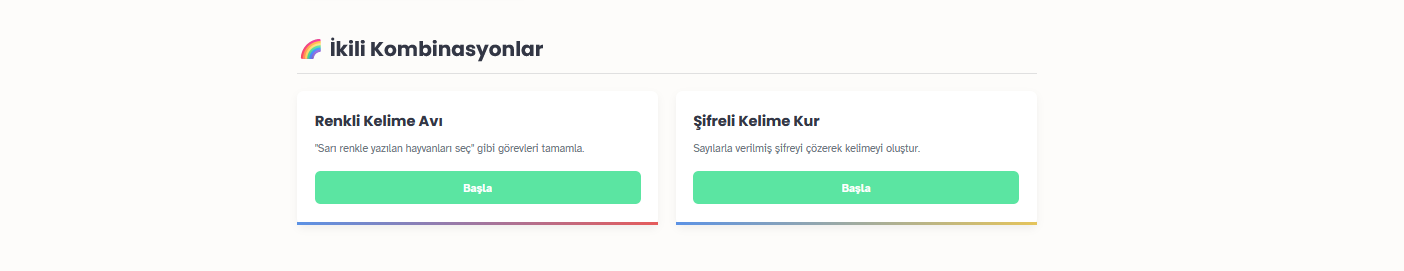 🌈 İkili Kombinasyonlar
Renkli Kelime Avı
"Sarı renkle yazılan hayvanları seç" gibi görevleri tamamla.
Başla
Şifreli Kelime Kur
Sayılarla verilmiş şifreyi çözerek kelimeyi oluştur.
Başla